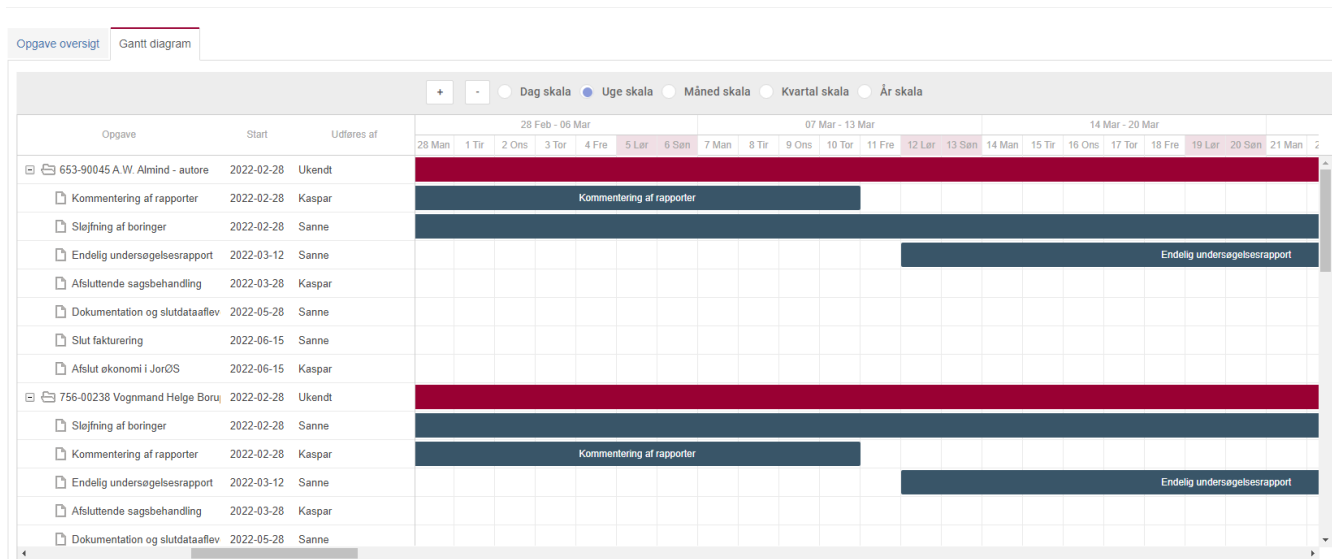 Opgave oversigt Gantt diagram
+ - Dag skala Uge skala Måned skala Kvartal skala År skala
Opgave Start Udføres af 28 Feb - 06 Mar 07 Mar - 13 Mar 14 Mar - 20 Mar
28 Man 1 Tir 2 Ons 3 Tor 4 Fre 5 Lør 6 Søn 7 Man 8 Tir 9 Ons 10 Tor 11 Fre 12 Lør 13 Søn 14 Man 15 Tir 16 Ons 17 Tor 18 Fre 19 Lør 20 Søn 21 Man 2
653-90045 A.W. Almind - autore 2022-02-28 Ukendt
Kommentering af rapporter 2022-02-28 Kaspar Kommentering af rapporter
Sløjfning af boringer 2022-02-28 Sanne
Endelig undersøgelsesrapport 2022-03-12 Sanne Endelig undersøgelsesrapport
Afsluttende sagsbehandling 2022-03-28 Kaspar
Dokumentation og slutdataaflev 2022-05-28 Sanne
Slut fakturering 2022-06-15 Sanne
Afslut økonomi i JorØS 2022-06-15 Kaspar
756-00238 Vognmand Helge Boru 2022-02-28 Ukendt
Sløjfning af boringer 2022-02-28 Sanne
Kommentering af rapporter 2022-02-28 Kaspar Kommentering af rapporter
Endelig undersøgelsesrapport 2022-03-12 Sanne Endelig undersøgelsesrapport
Afsluttende sagsbehandling 2022-03-28 Kaspar
Dokumentation og slutdataaflev 2022-05-28 Sanne